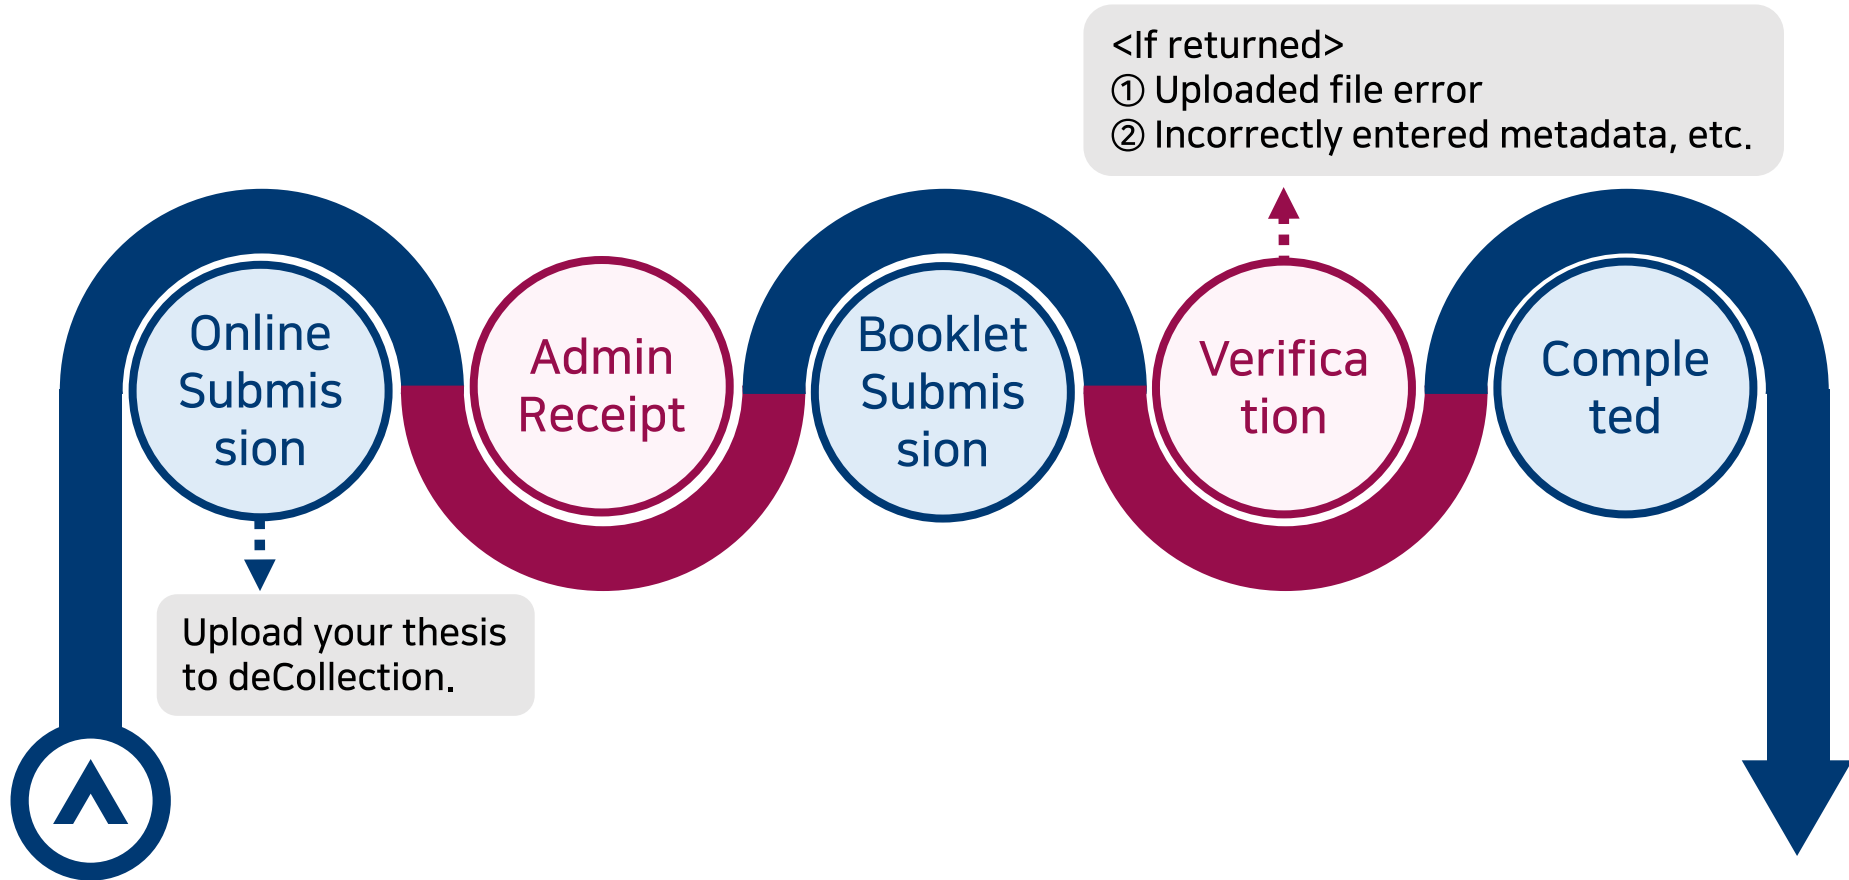 <If returned>
① Uploaded file error
② Incorrectly entered metadata, etc.
Online
Submis
sion
Admin
Receipt
Booklet
Submis
sion
Verifica
tion
Comple
ted
Upload your thesis
to deCollection.